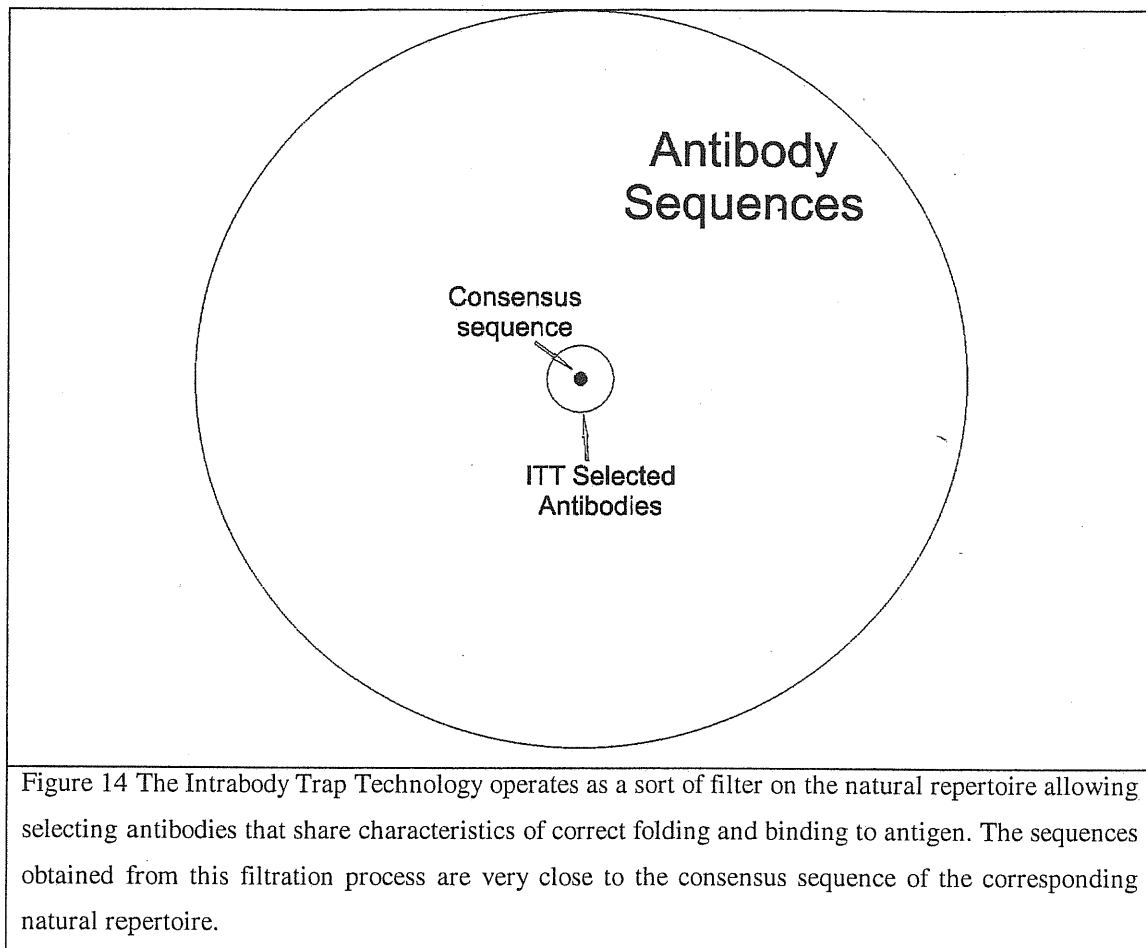 Antibody
Sequences
Consensus
sequence
ITT Selected
Antibodies
Figure 14 The Intrabody Trap Technology operates as a sort of filter on the natural repertoire allowing
selecting antibodies that share characteristics of correct folding and binding to antigen. The sequences
obtained from this filtration process are very close to the consensus sequence of the corresponding
natural repertoire.